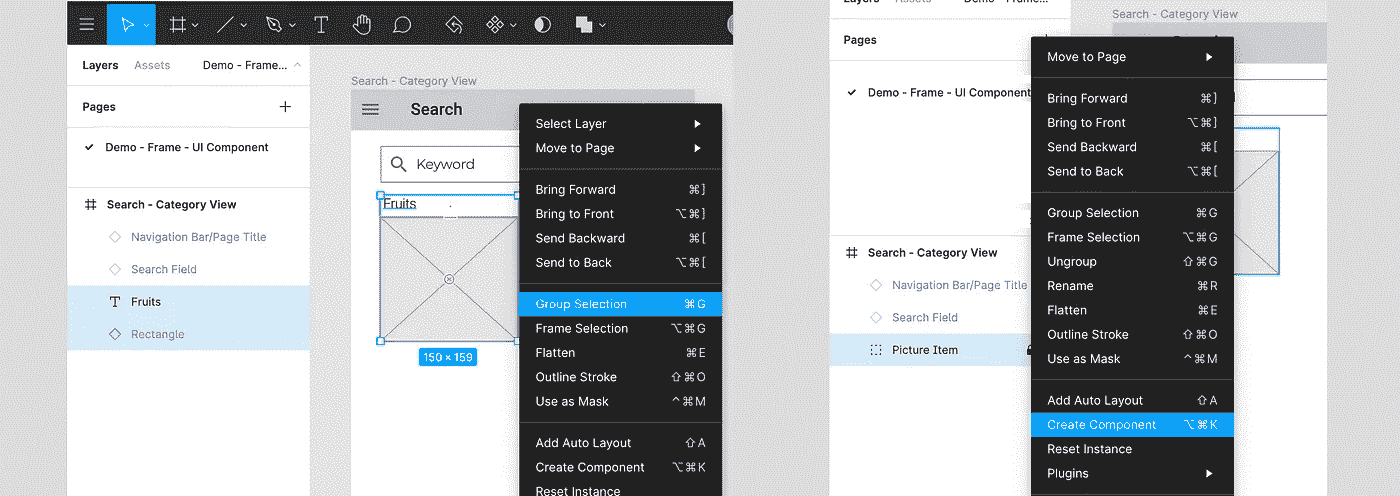 Layers Assets Demo - Frame...
Pages
Demo - Frame - UI Component
Search - Category View
Navigation Bar/Page Title
Search Field
Fruits
Rectangle
Search - Category View
Search
Keyword
Fruits
150 × 159
Select Layer
Move to Page
Bring Forward ⌘]
Bring to Front ⌥⌘]
Send Backward ⌘[
Send to Back ⌥⌘[
Group Selection ⌘G
Frame Selection ⌥⌘G
Flatten ⌘E
Outline Stroke ⇧⌘O
Use as Mask ^⌘M
Add Auto Layout ⇧A
Create Component ⌥⌘K
Reset Instance
Layers Assets Demo - Frame...
Pages
Demo - Frame - UI Component
Search - Category View
Navigation Bar/Page Title
Search Field
Picture Item
Search - Category View
Move to Page
Bring Forward ⌘]
Bring to Front ⌥⌘]
Send Backward ⌘[
Send to Back ⌥⌘[
Group Selection ⌘G
Frame Selection ⌥⌘G
Ungroup ⇧⌘G
Rename ⌘R
Flatten ⌘E
Outline Stroke ⇧⌘O
Use as Mask ^⌘M
Add Auto Layout ⇧A
Create Component ⌥⌘K
Reset Instance
Plugins